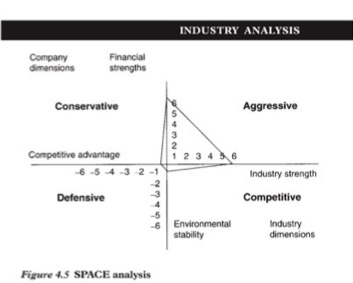 INDUSTRY ANALYSIS
Company Financial
dimensions strengths
Conservative Aggressive
6
5
4
3
2
Competitive advantage 1 2 3 4 5 6
-6 -5 -4 -3 -2 -1 Industry strength
-2
Defensive -3 Competitive
-4
-5
-6 Environmental Industry
stability dimensions
Figure 4.5 SPACE analysis